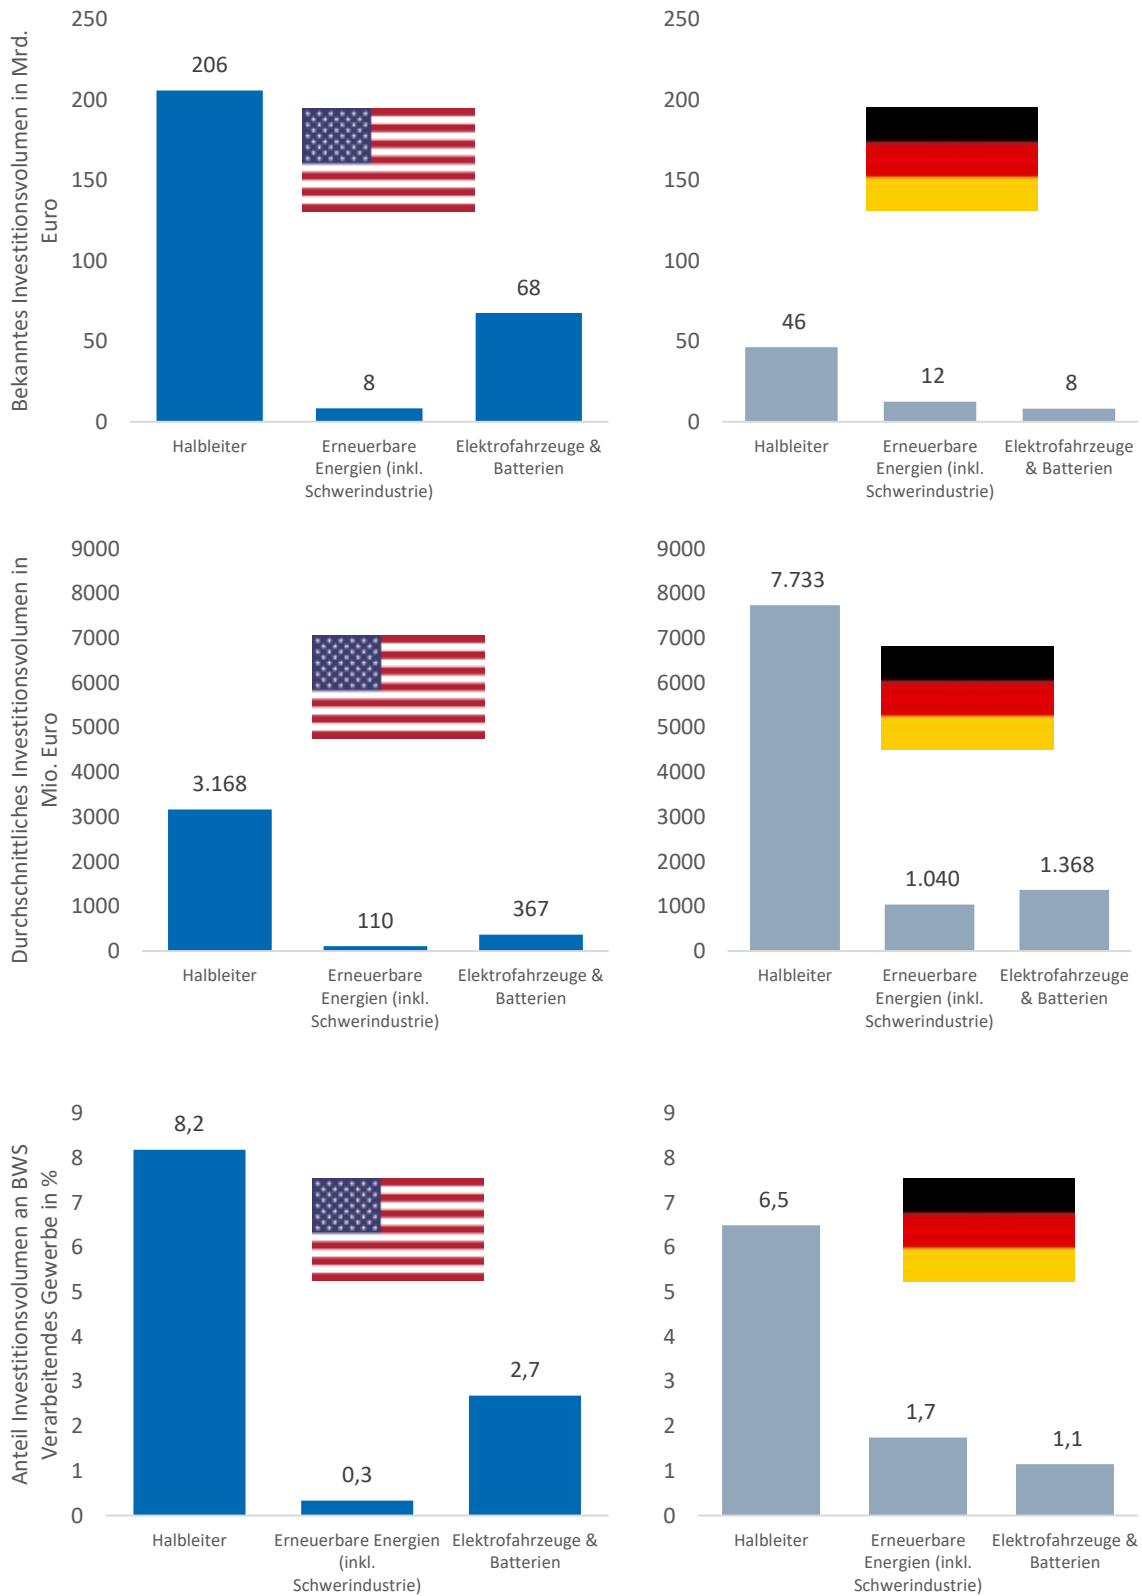 Bekanntes Investitionsvolumen in Mrd.
Euro
250
200
150
100
50
0
206
8
68
Halbleiter
Erneuerbare
Energien (inkl.
Schwerindustrie)
Elektrofahrzeuge &
Batterien
250
200
150
100
50
0
46
12
8
Halbleiter
Erneuerbare
Energien (inkl.
Schwerindustrie)
Elektrofahrzeuge
& Batterien
Durchschnittliches Investitionsvolumen in
Mio. Euro
9000
8000
7000
6000
5000
4000
3000
2000
1000
0
3.168
110
367
Halbleiter
Erneuerbare
Energien (inkl.
Schwerindustrie)
Elektrofahrzeuge &
Batterien
9000
8000
7000
6000
5000
4000
3000
2000
1000
0
7.733
1.040
1.368
Halbleiter
Erneuerbare
Energien (inkl.
Schwerindustrie)
Elektrofahrzeuge
& Batterien
Anteil Investitionsvolumen an BWS
Verarbeitendes Gewerbe in %
9
8
7
6
5
4
3
2
1
0
8,2
0,3
2,7
Halbleiter
Erneuerbare Energien
(inkl.
Schwerindustrie)
Elektrofahrzeuge &
Batterien
9
8
7
6
5
4
3
2
1
0
6,5
1,7
1,1
Halbleiter
Erneuerbare
Energien (inkl.
Schwerindustrie)
Elektrofahrzeuge &
Batterien